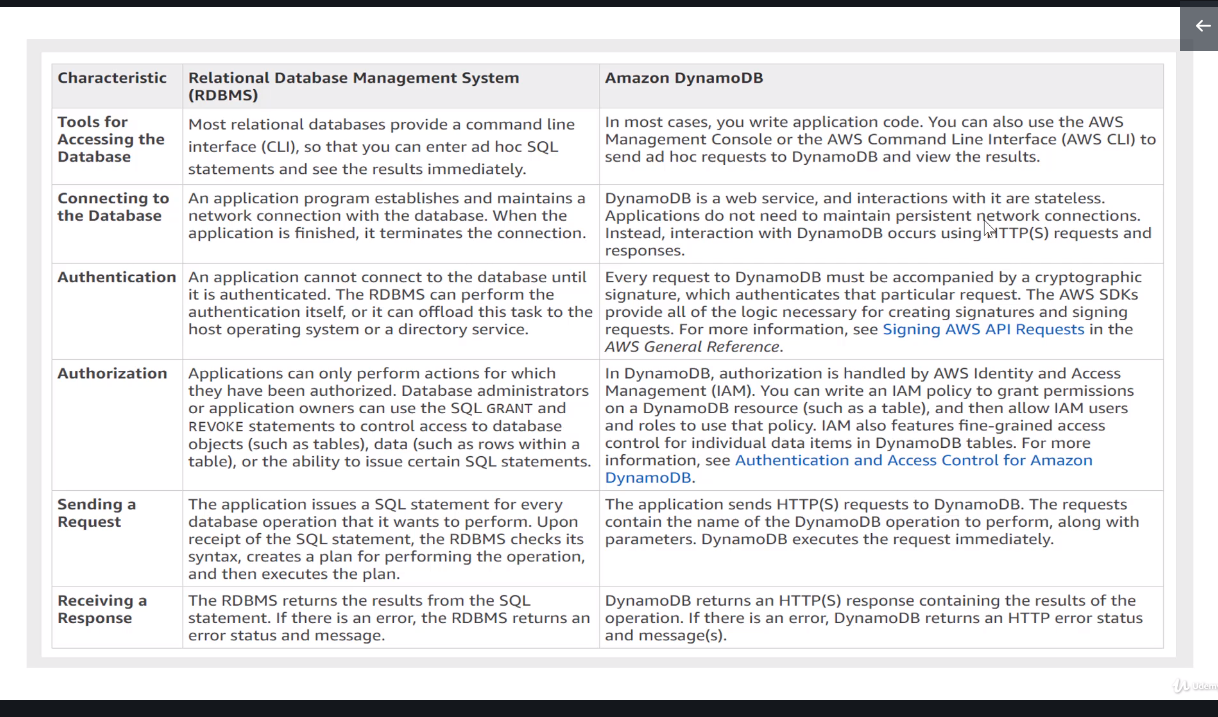 Characteristic
Relational Database Management System
(RDBMS)
Amazon DynamoDB
Tools for
Accessing the
Database
Most relational databases provide a command line
interface (CLI), so that you can enter ad hoc SQL
statements and see the results immediately.
In most cases, you write application code. You can also use the AWS
Management Console or the AWS Command Line Interface (AWS CLI) to
send ad hoc requests to DynamoDB and view the results.
Connecting to
the Database
An application program establishes and maintains a
network connection with the database. When the
application is finished, it terminates the connection.
DynamoDB is a web service, and interactions with it are stateless.
Applications do not need to maintain persistent network connections.
Instead, interaction with DynamoDB occurs using HTTP(S) requests and
responses.
Authentication
An application cannot connect to the database until
it is authenticated. The RDBMS can perform the
authentication itself, or it can offload this task to the
host operating system or a directory service.
Every request to DynamoDB must be accompanied by a cryptographic
signature, which authenticates that particular request. The AWS SDKs
provide all of the logic necessary for creating signatures and signing
requests. For more information, see Signing AWS API Requests in the
AWS General Reference.
Authorization
Applications can only perform actions for which
they have been authorized. Database administrators
or application owners can use the SQL GRANT and
REVOKE statements to control access to database
objects (such as tables), data (such as rows within a
table), or the ability to issue certain SQL statements.
In DynamoDB, authorization is handled by AWS Identity and Access
Management (IAM). You can write an IAM policy to grant permissions
on a DynamoDB resource (such as a table), and then allow IAM users
and roles to use that policy. IAM also features fine-grained access
control for individual data items in DynamoDB tables. For more
information, see Authentication and Access Control for Amazon
DynamoDB.
Sending a
Request
The application issues a SQL statement for every
database operation that it wants to perform. Upon
receipt of the SQL statement, the RDBMS checks its
syntax, creates a plan for performing the operation,
and then executes the plan.
The application sends HTTP(S) requests to DynamoDB. The requests
contain the name of the DynamoDB operation to perform, along with
parameters. DynamoDB executes the request immediately.
Receiving a
Response
The RDBMS returns the results from the SQL
statement. If there is an error, the RDBMS returns an
error status and message.
DynamoDB returns an HTTP(S) response containing the results of the
operation. If there is an error, DynamoDB returns an HTTP error status
and message(s).
Udem